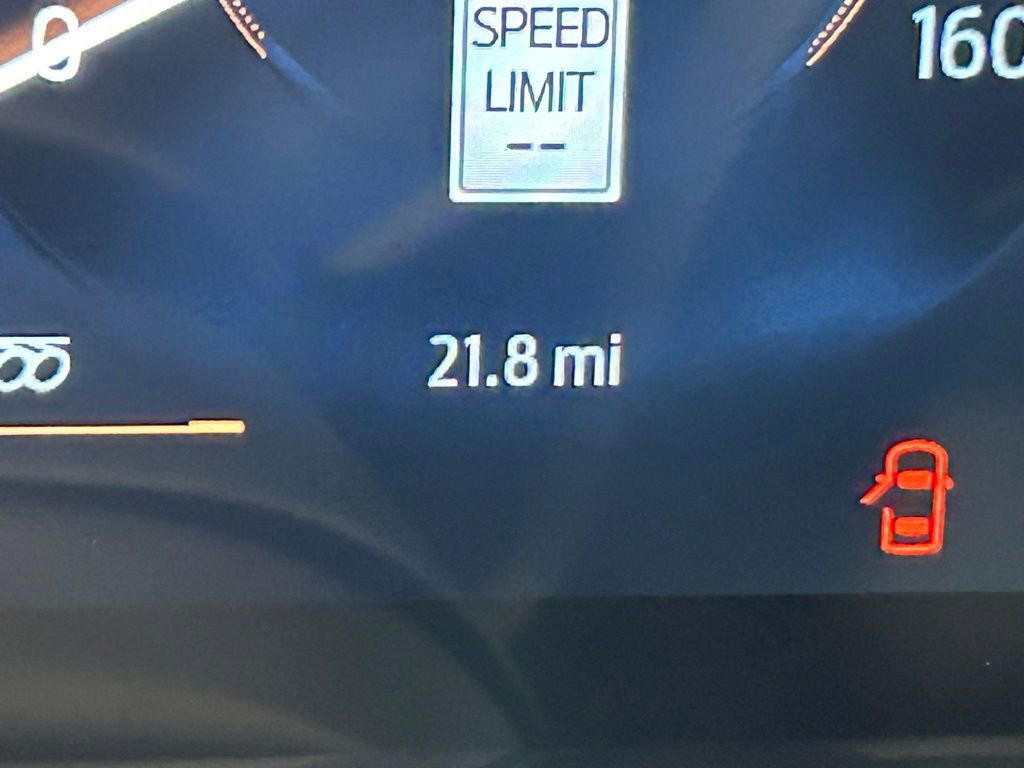 0
SPEED
LIMIT
--
160
21.8 mi